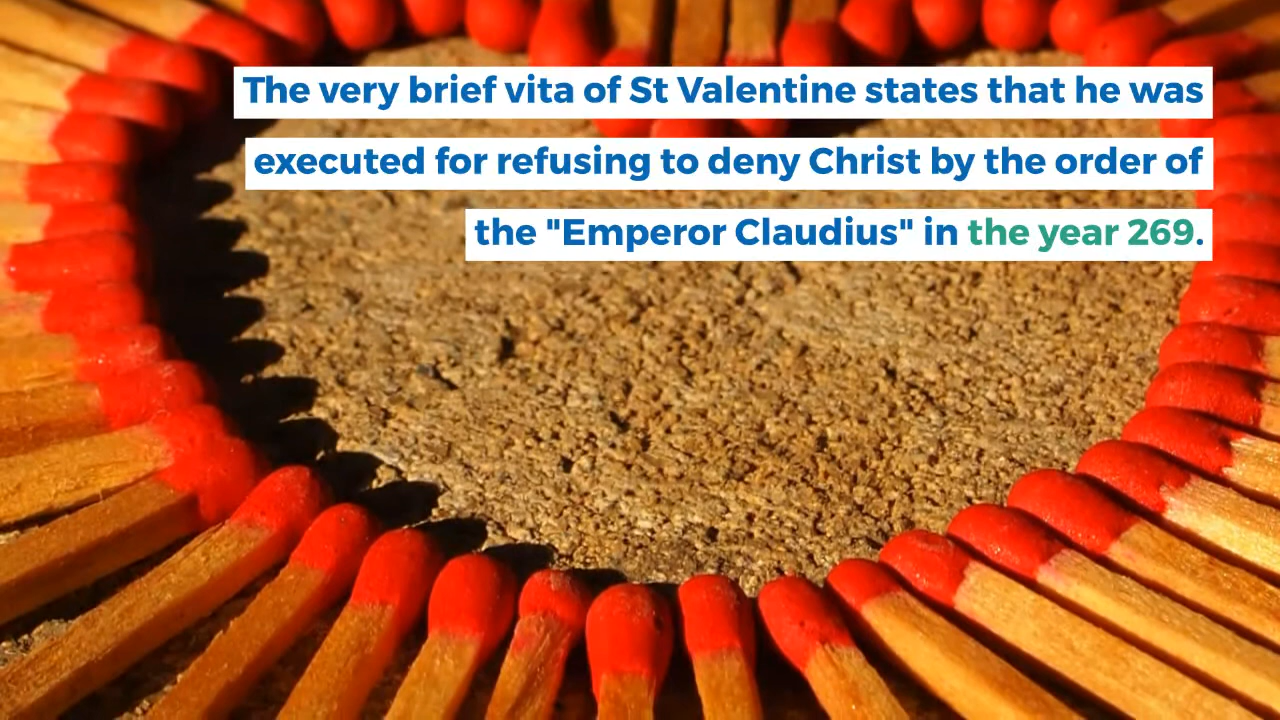 The very brief vita of St Valentine states that he was
executed for refusing to deny Christ by the order of
the "Emperor Claudius" in the year 269.